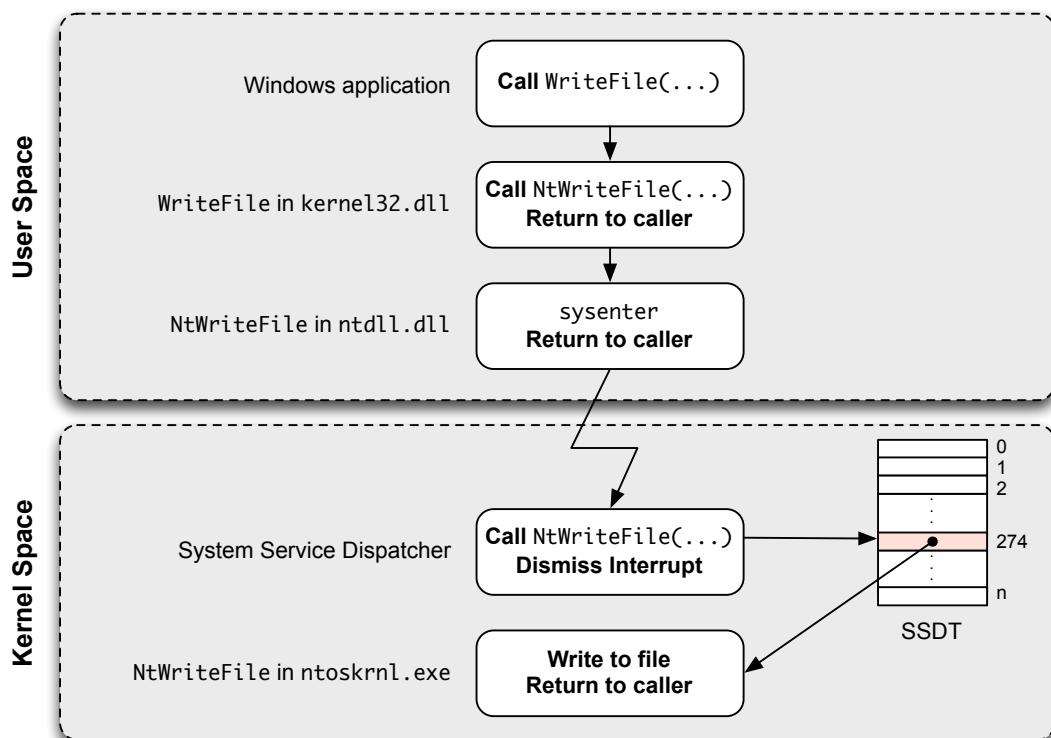 User Space
Windows application
Call WriteFile(...)
WriteFile in kernel32.dll
Call NtWriteFile(...)
Return to caller
NtWriteFile in ntdll.dll
sysenter
Return to caller
Kernel Space
System Service Dispatcher
Call NtWriteFile(...)
Dismiss Interrupt
0
1
2
274
n
SSDT
NtWriteFile in ntoskrnl.exe
Write to file
Return to caller